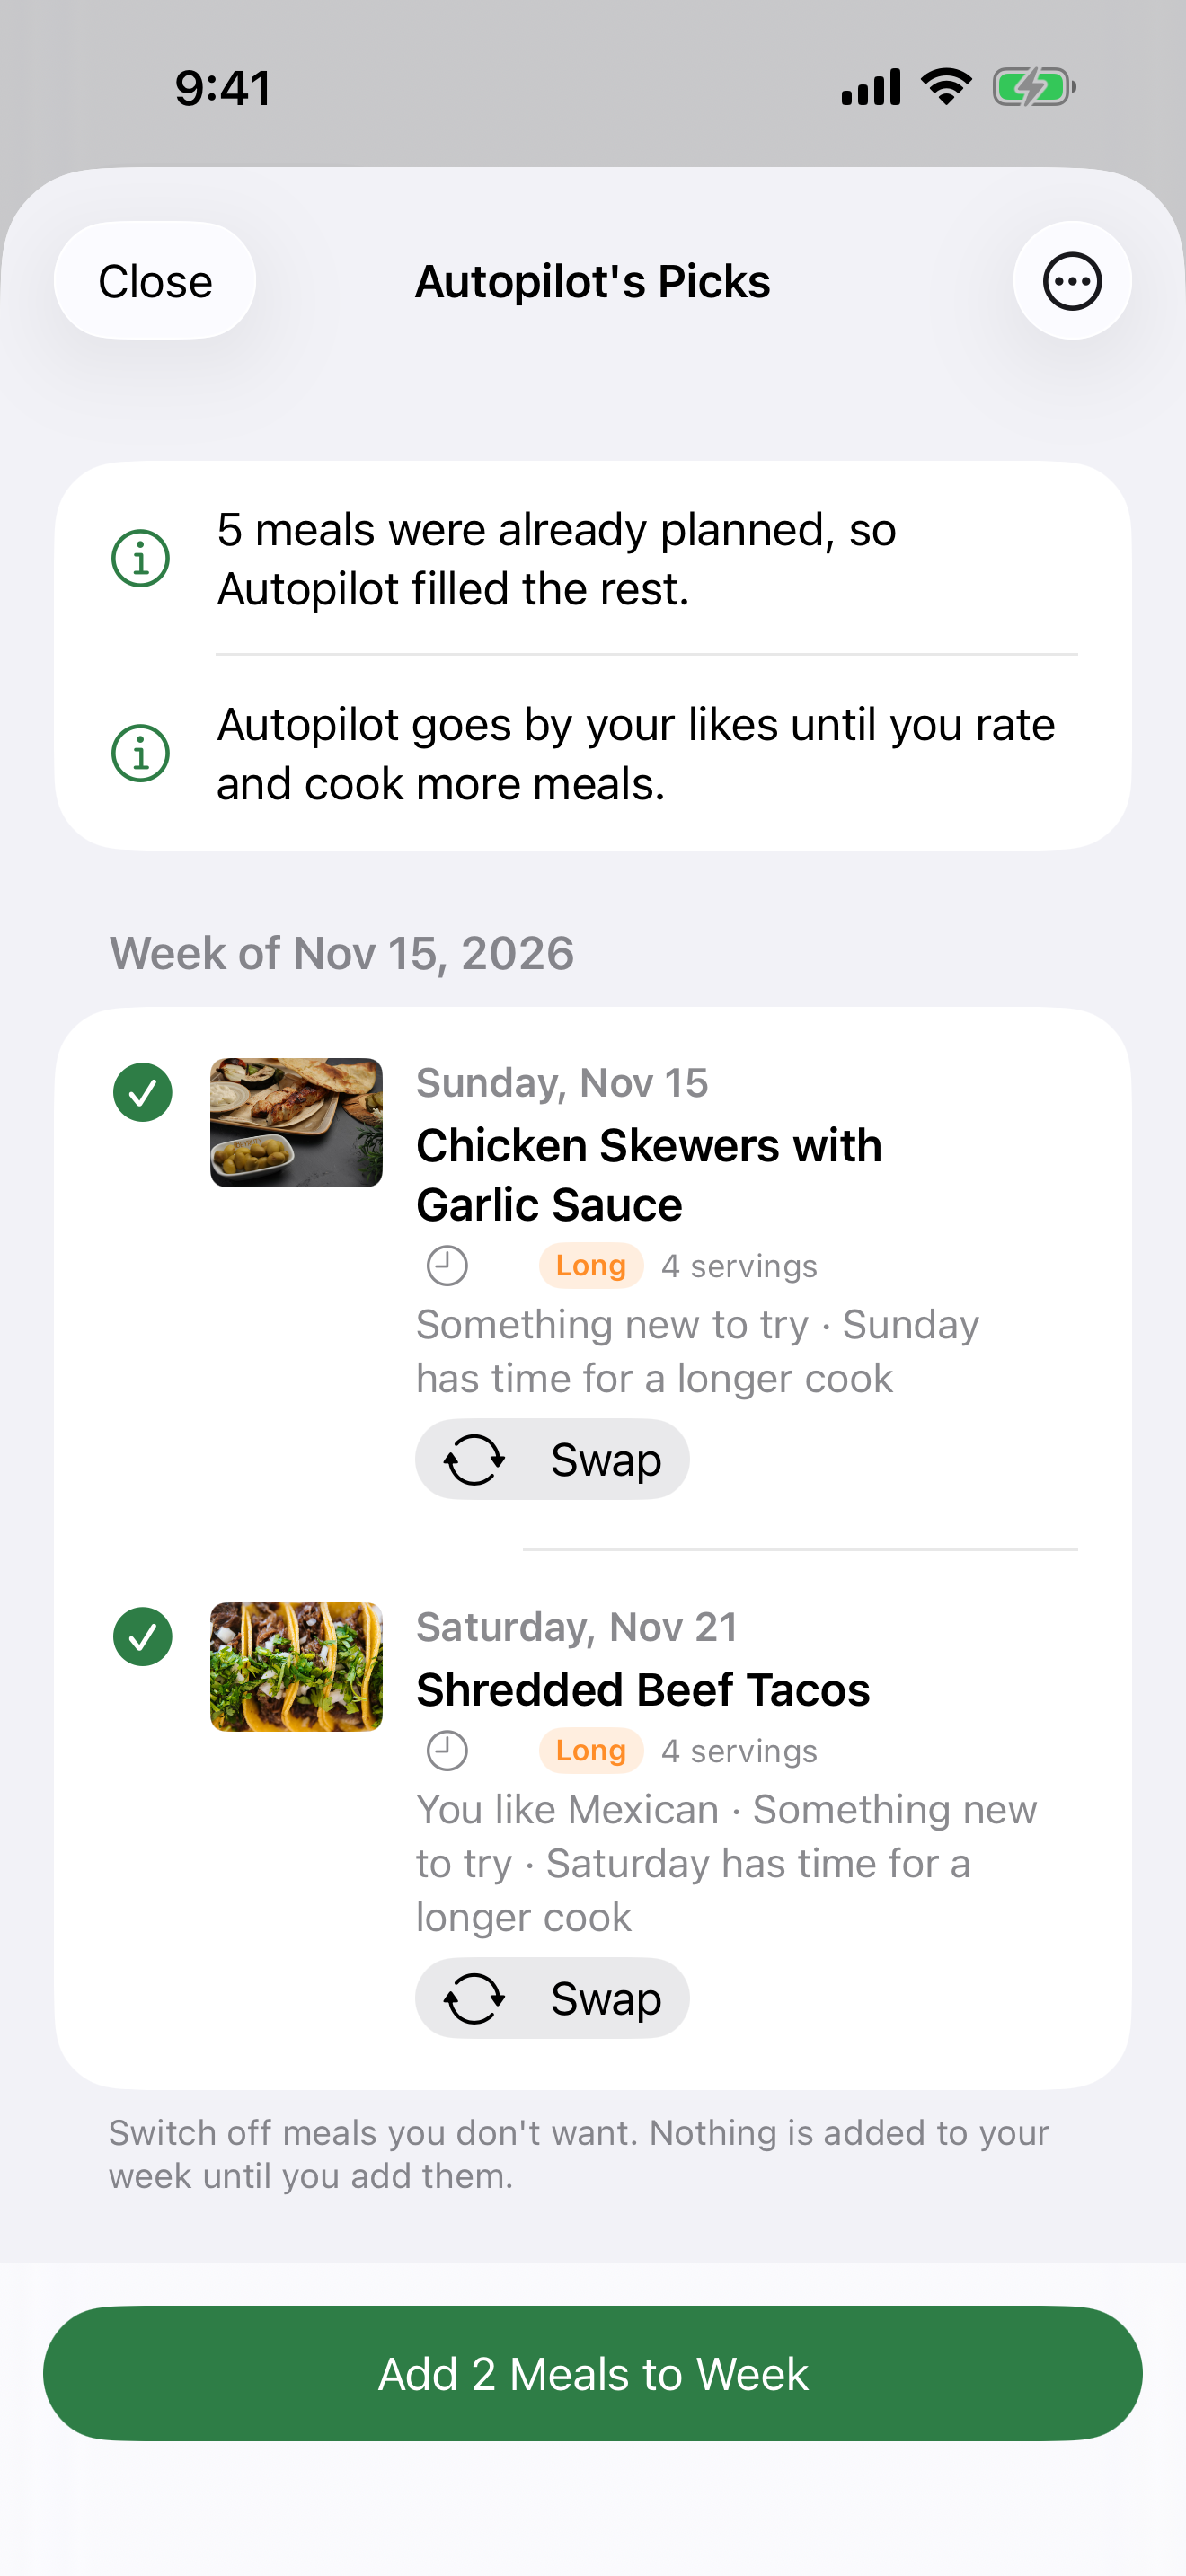 9:41
Close
Autopilot's Picks
5 meals were already planned, so
Autopilot filled the rest.
Autopilot goes by your likes until you rate
and cook more meals.
Week of Nov 15, 2026
Sunday, Nov 15
Chicken Skewers with
Garlic Sauce
Long 4 servings
Something new to try · Sunday
has time for a longer cook
Swap
Saturday, Nov 21
Shredded Beef Tacos
Long 4 servings
You like Mexican · Something new
to try · Saturday has time for a
longer cook
Swap
Switch off meals you don't want. Nothing is added to your
week until you add them.
Add 2 Meals to Week